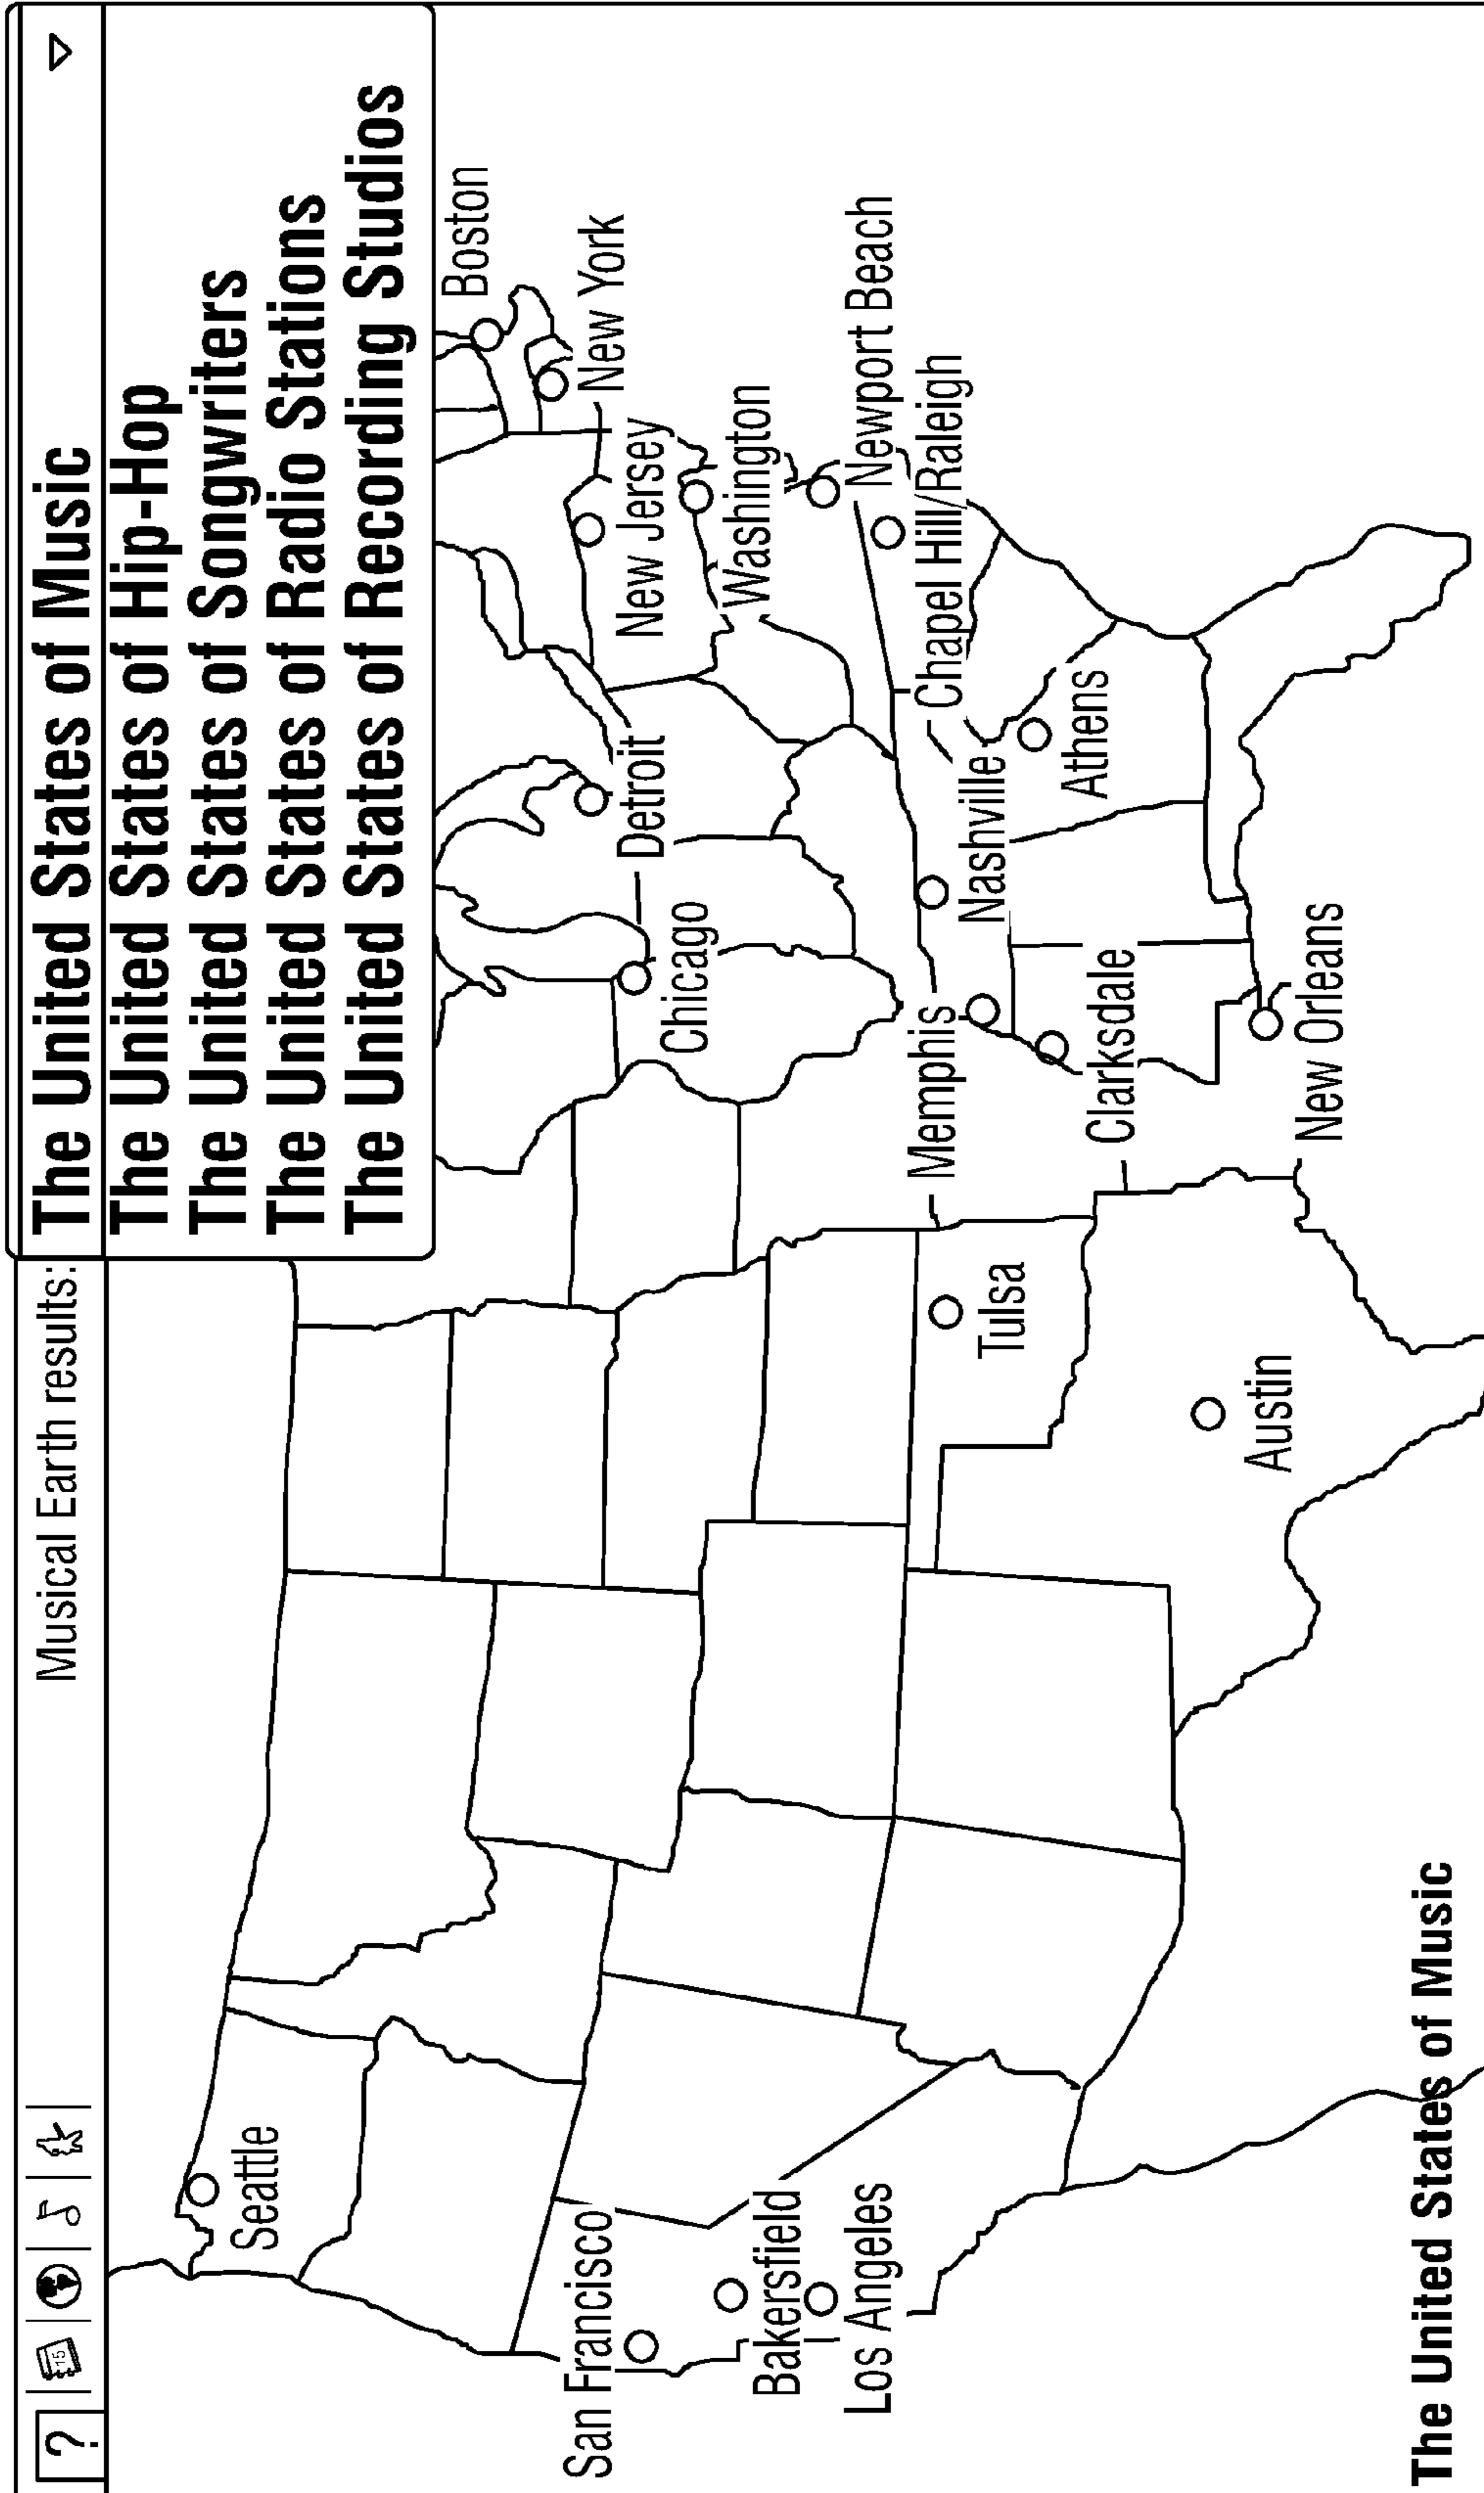 ?
15
Musical Earth results:
The United States of Music
The United States of Hip-Hop
The United States of Songwriters
The United States of Radio Stations
The United States of Recording Studios
Seattle
Boston
New York
San Francisco
Detroit
New Jersey
Chicago
Washington
Bakersfield
Los Angeles
Newport Beach
Memphis
Chapel Hill/Raleigh
Tulsa
Nashville
Athens
Clarksdale
Austin
New Orleans
The United States of Music